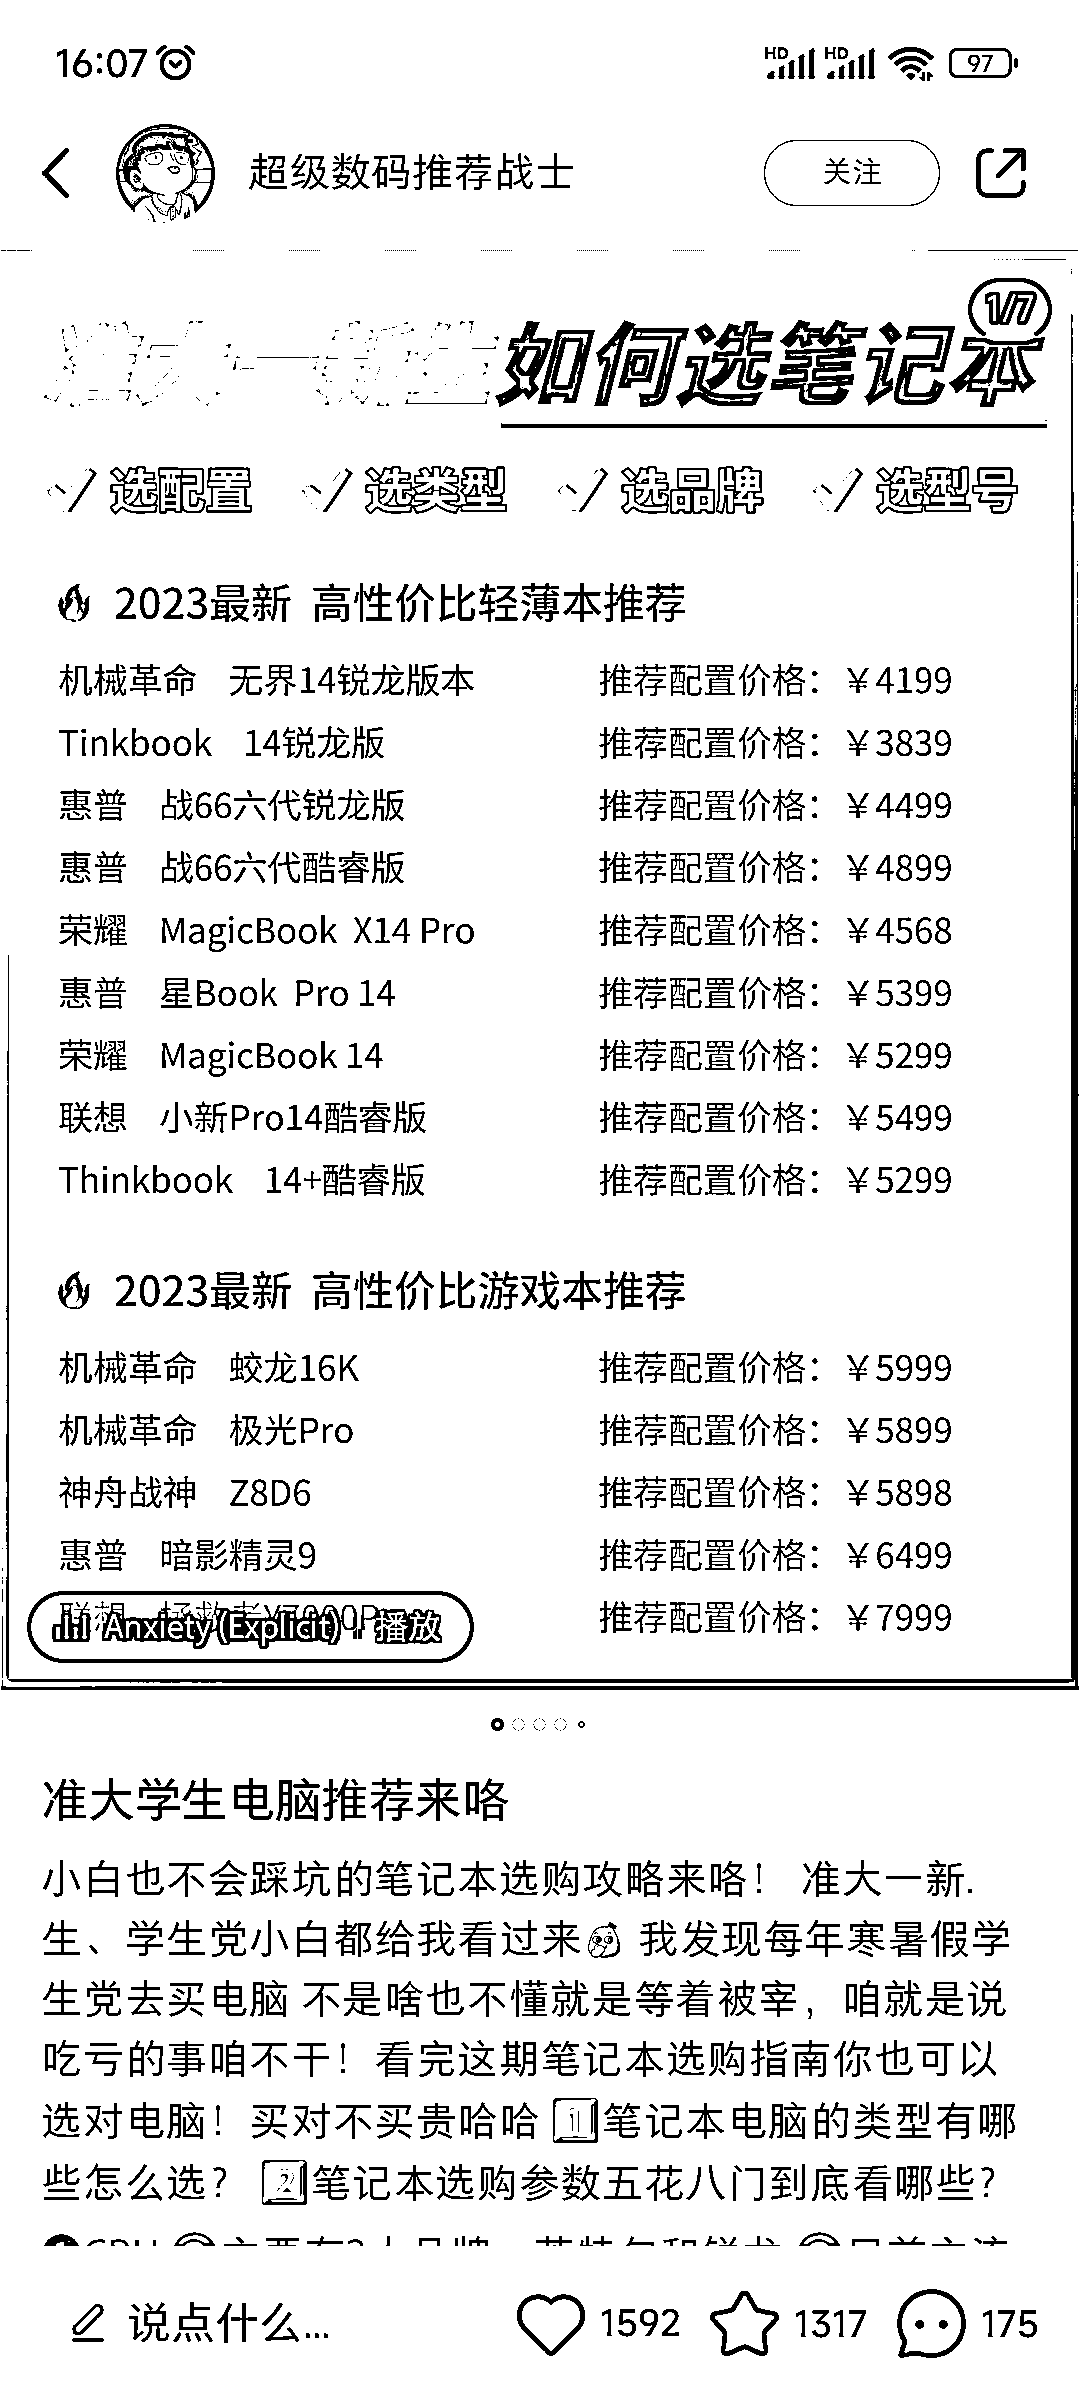 16:07
HD HD 97
超级数码推荐战士 关注
1/7
准大一新生如何选笔记本
选配置 选类型 选品牌 选型号
2023最新 高性价比轻薄本推荐
机械革命 无界14锐龙版本 推荐配置价格：￥4199
Tinkbook 14锐龙版 推荐配置价格：￥3839
惠普 战66六代锐龙版 推荐配置价格：￥4499
惠普 战66六代酷睿版 推荐配置价格：￥4899
荣耀 MagicBook X14 Pro 推荐配置价格：￥4568
惠普 星Book Pro 14 推荐配置价格：￥5399
荣耀 MagicBook 14 推荐配置价格：￥5299
联想 小新Pro14酷睿版 推荐配置价格：￥5499
Thinkbook 14+酷睿版 推荐配置价格：￥5299
2023最新 高性价比游戏本推荐
机械革命 蛟龙16K 推荐配置价格：￥5999
机械革命 极光Pro 推荐配置价格：￥5899
神舟战神 Z8D6 推荐配置价格：￥5898
惠普 暗影精灵9 推荐配置价格：￥6499
联想 拯救者Y7000P 推荐配置价格：￥7999
Anxiety (Explicit) 播放
准大学生电脑推荐来咯
小白也不会踩坑的笔记本选购攻略来咯！ 准大一新.
生、学生党小白都给我看过来 我发现每年寒暑假学
生党去买电脑 不是啥也不懂就是等着被宰，咱就是说
吃亏的事咱不干！看完这期笔记本选购指南你也可以
选对电脑！买对不买贵哈哈 1笔记本电脑的类型有哪
些怎么选？ 2笔记本选购参数五花八门到底看哪些？
说点什么... 1592 1317 175